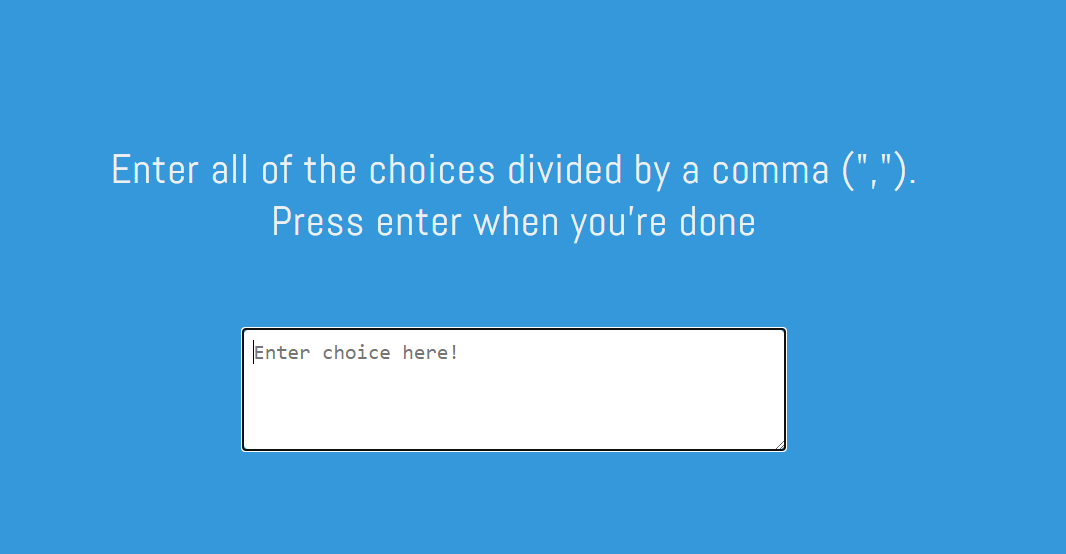 Enter all of the choices divided by a comma (",").
Press enter when you're done
Enter choice here!